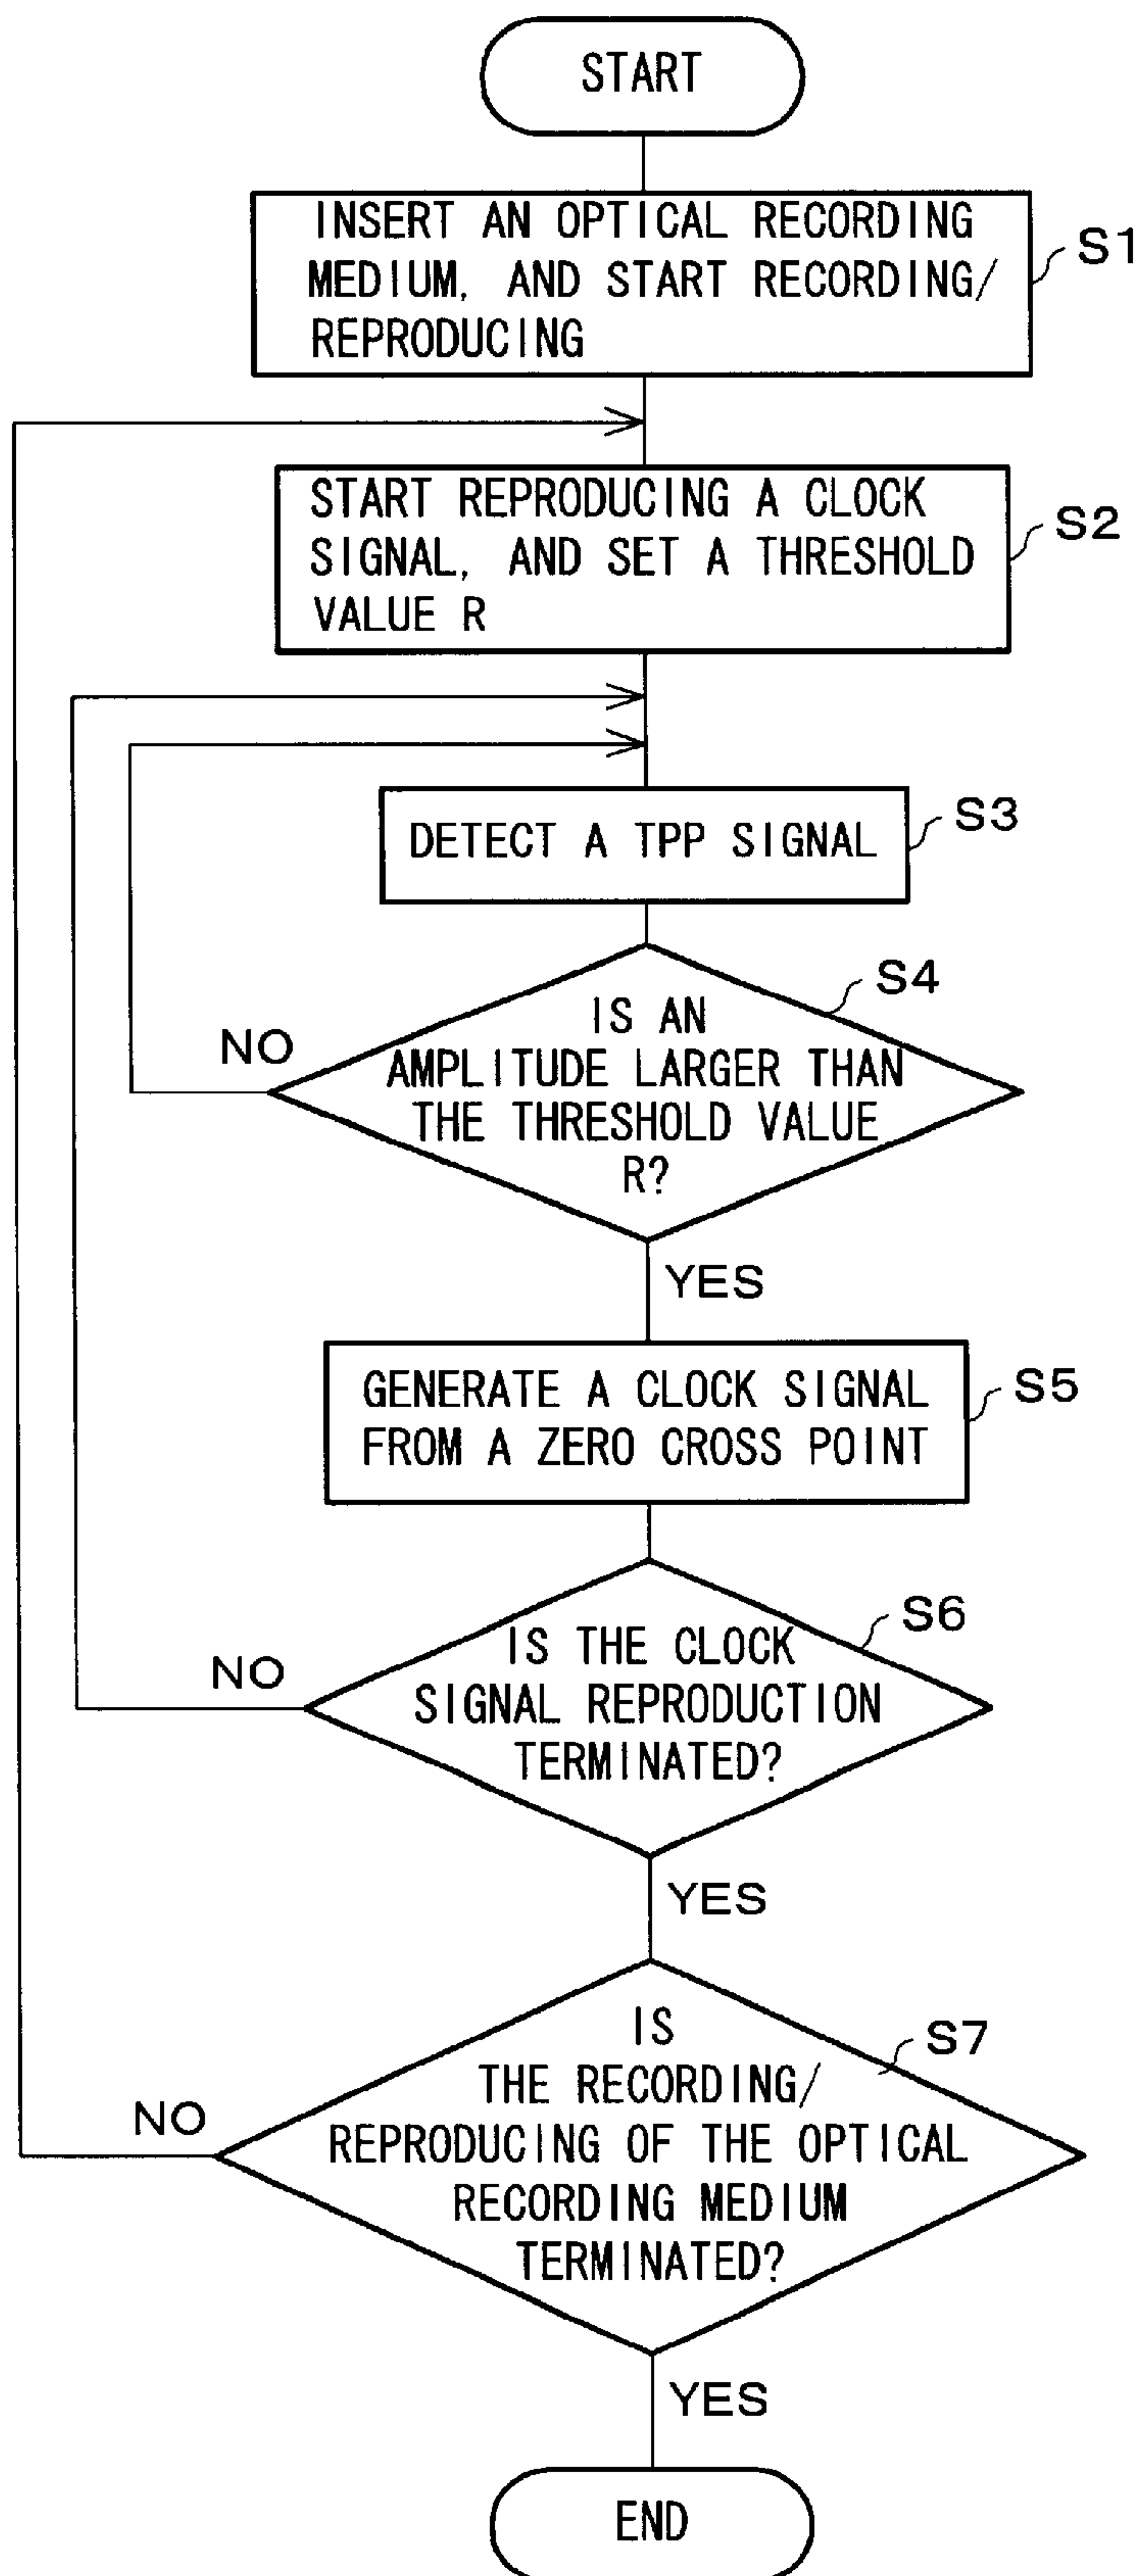 START
INSERT AN OPTICAL RECORDING
MEDIUM, AND START RECORDING/
REPRODUCING
S1
START REPRODUCING A CLOCK
SIGNAL, AND SET A THRESHOLD
VALUE R
S2
DETECT A TPP SIGNAL
S3
S4
IS AN
AMPLITUDE LARGER THAN
THE THRESHOLD VALUE
R?
NO
YES
GENERATE A CLOCK SIGNAL
FROM A ZERO CROSS POINT
S5
S6
IS THE CLOCK
SIGNAL REPRODUCTION
TERMINATED?
NO
YES
S7
IS
THE RECORDING/
REPRODUCING OF THE OPTICAL
RECORDING MEDIUM
TERMINATED?
NO
YES
END